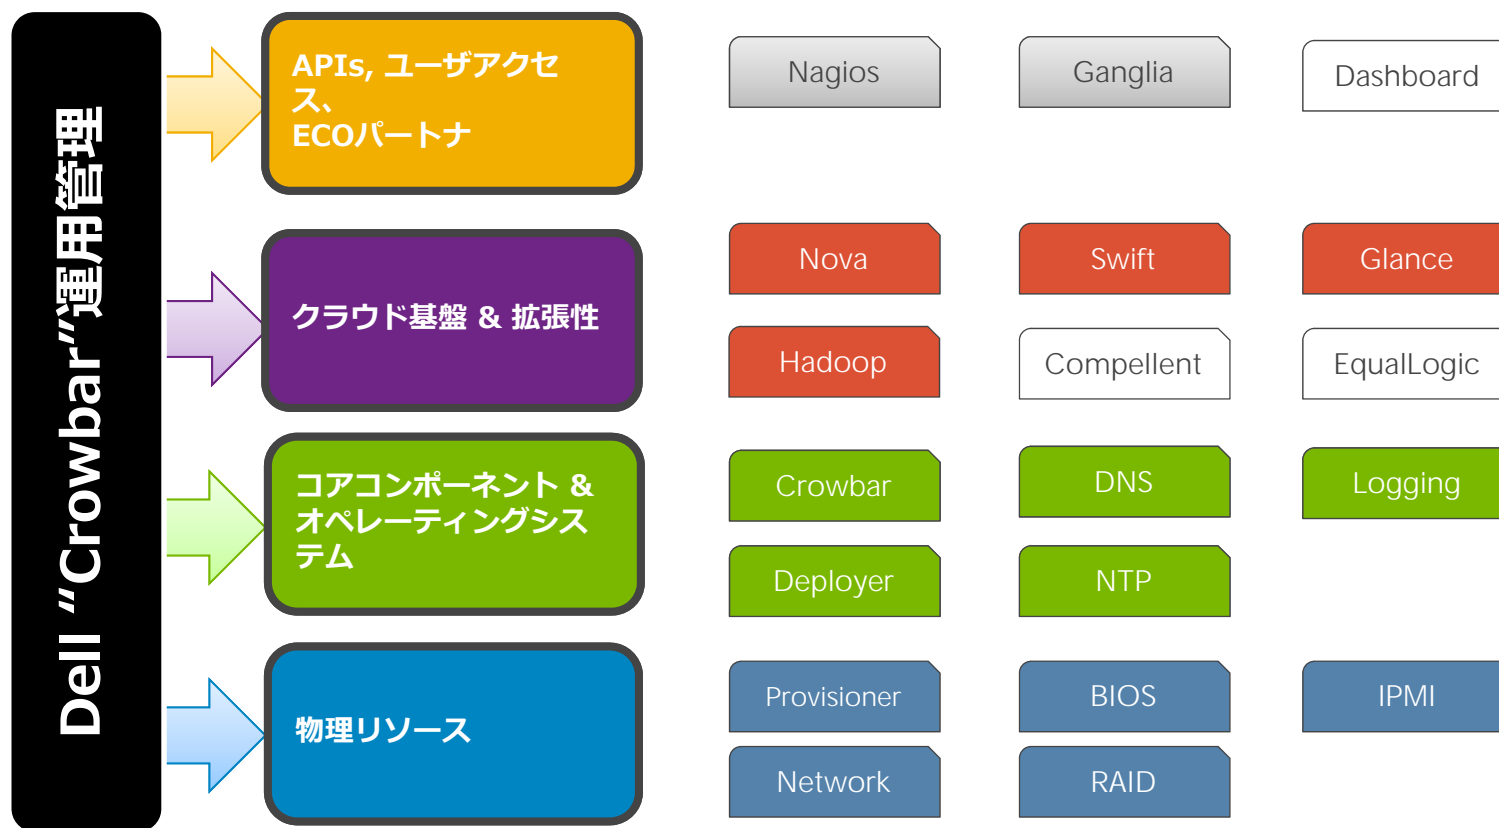 Dell “Crowbar”運用管理
APIs, ユーザアクセ
ス、
ECOパートナ
Nagios
Ganglia
Dashboard
クラウド基盤 & 拡張性
Nova
Swift
Glance
Hadoop
Compellent
EqualLogic
コアコンポーネント &
オペレーティングシス
テム
Crowbar
DNS
Logging
Deployer
NTP
物理リソース
Provisioner
BIOS
IPMI
Network
RAID